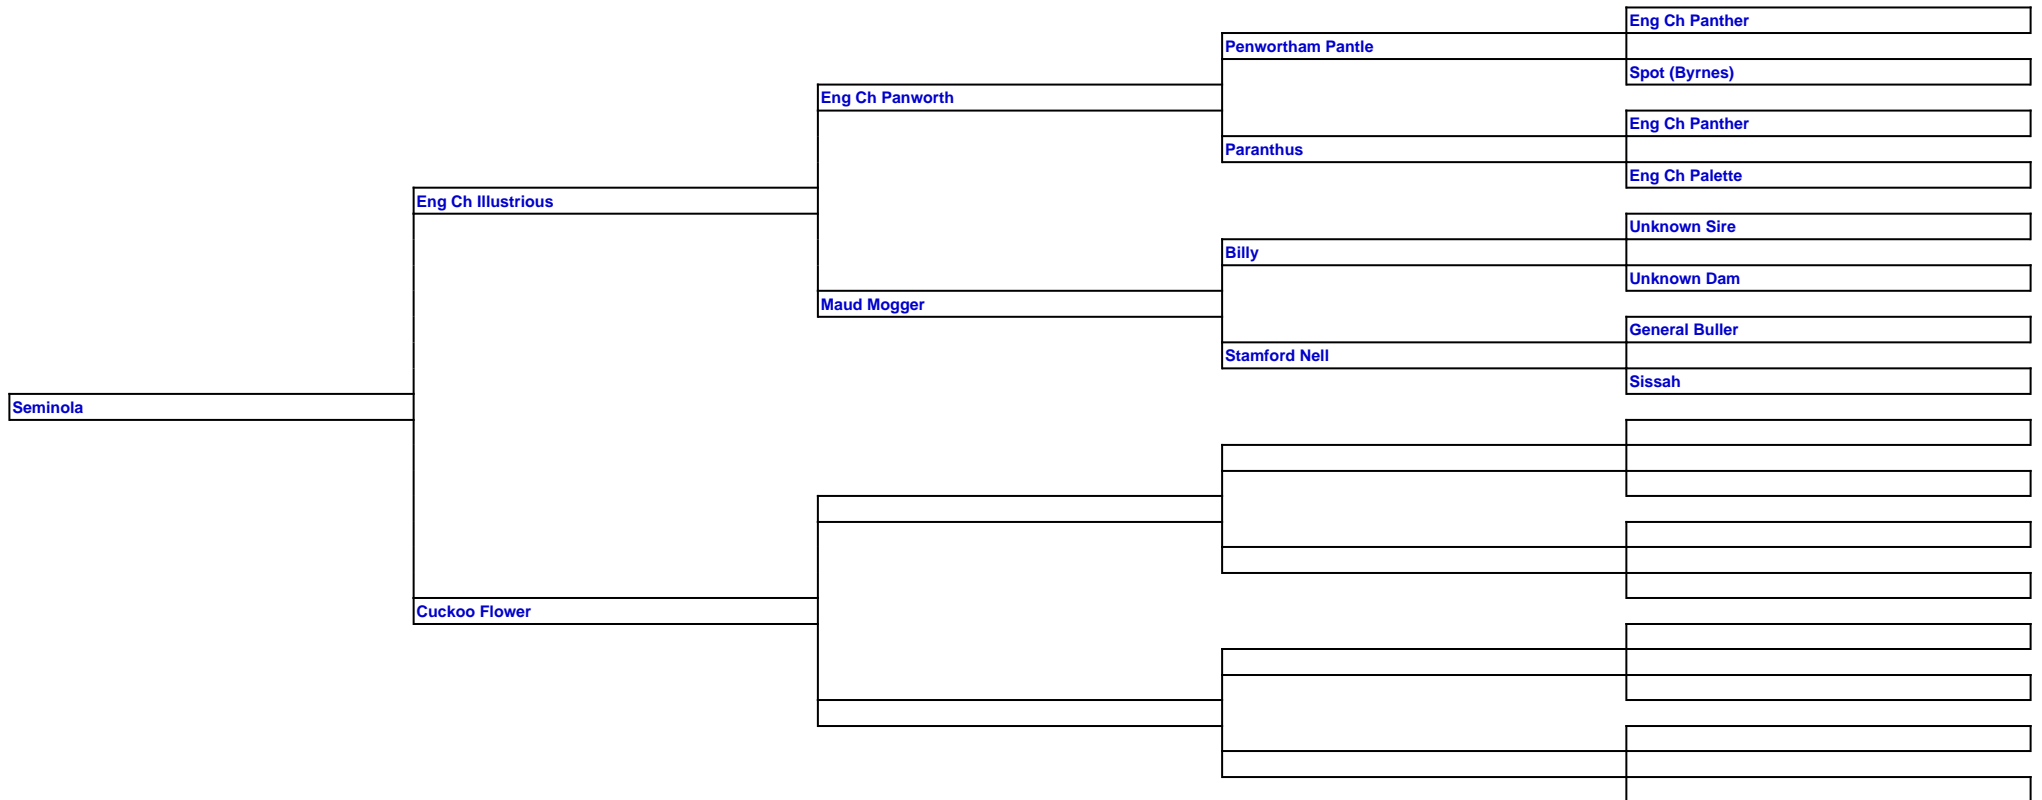 Eng Ch Panther
Penwortham Pantle
Spot (Byrnes)
Eng Ch Panworth
Eng Ch Panther
Paranthus
Eng Ch Palette
Eng Ch Illustrious
Unknown Sire
Billy
Unknown Dam
Maud Mogger
General Buller
Stamford Nell
Sissah
Seminola
Cuckoo Flower